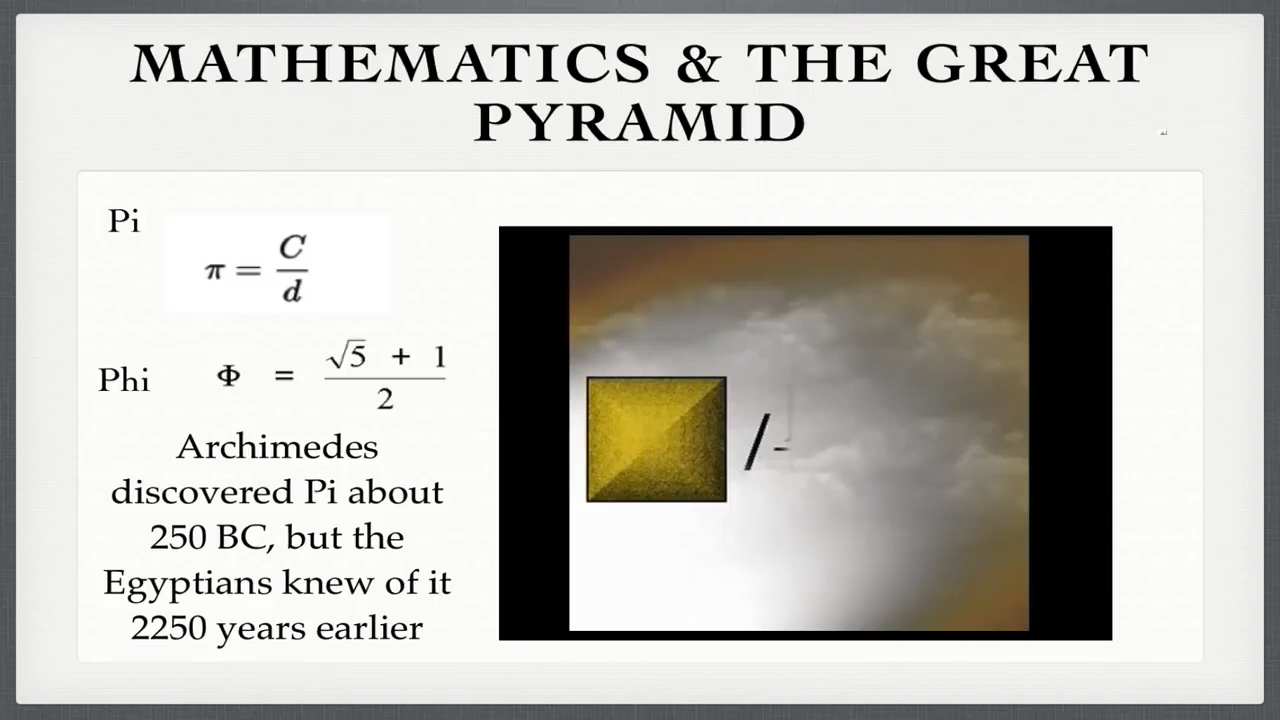 MATHEMATICS & THE GREAT
PYRAMID
Pi
π = C/d
Phi
Φ = √5 + 1 / 2
Archimedes
discovered Pi about
250 BC, but the
Egyptians knew of it
2250 years earlier
/-